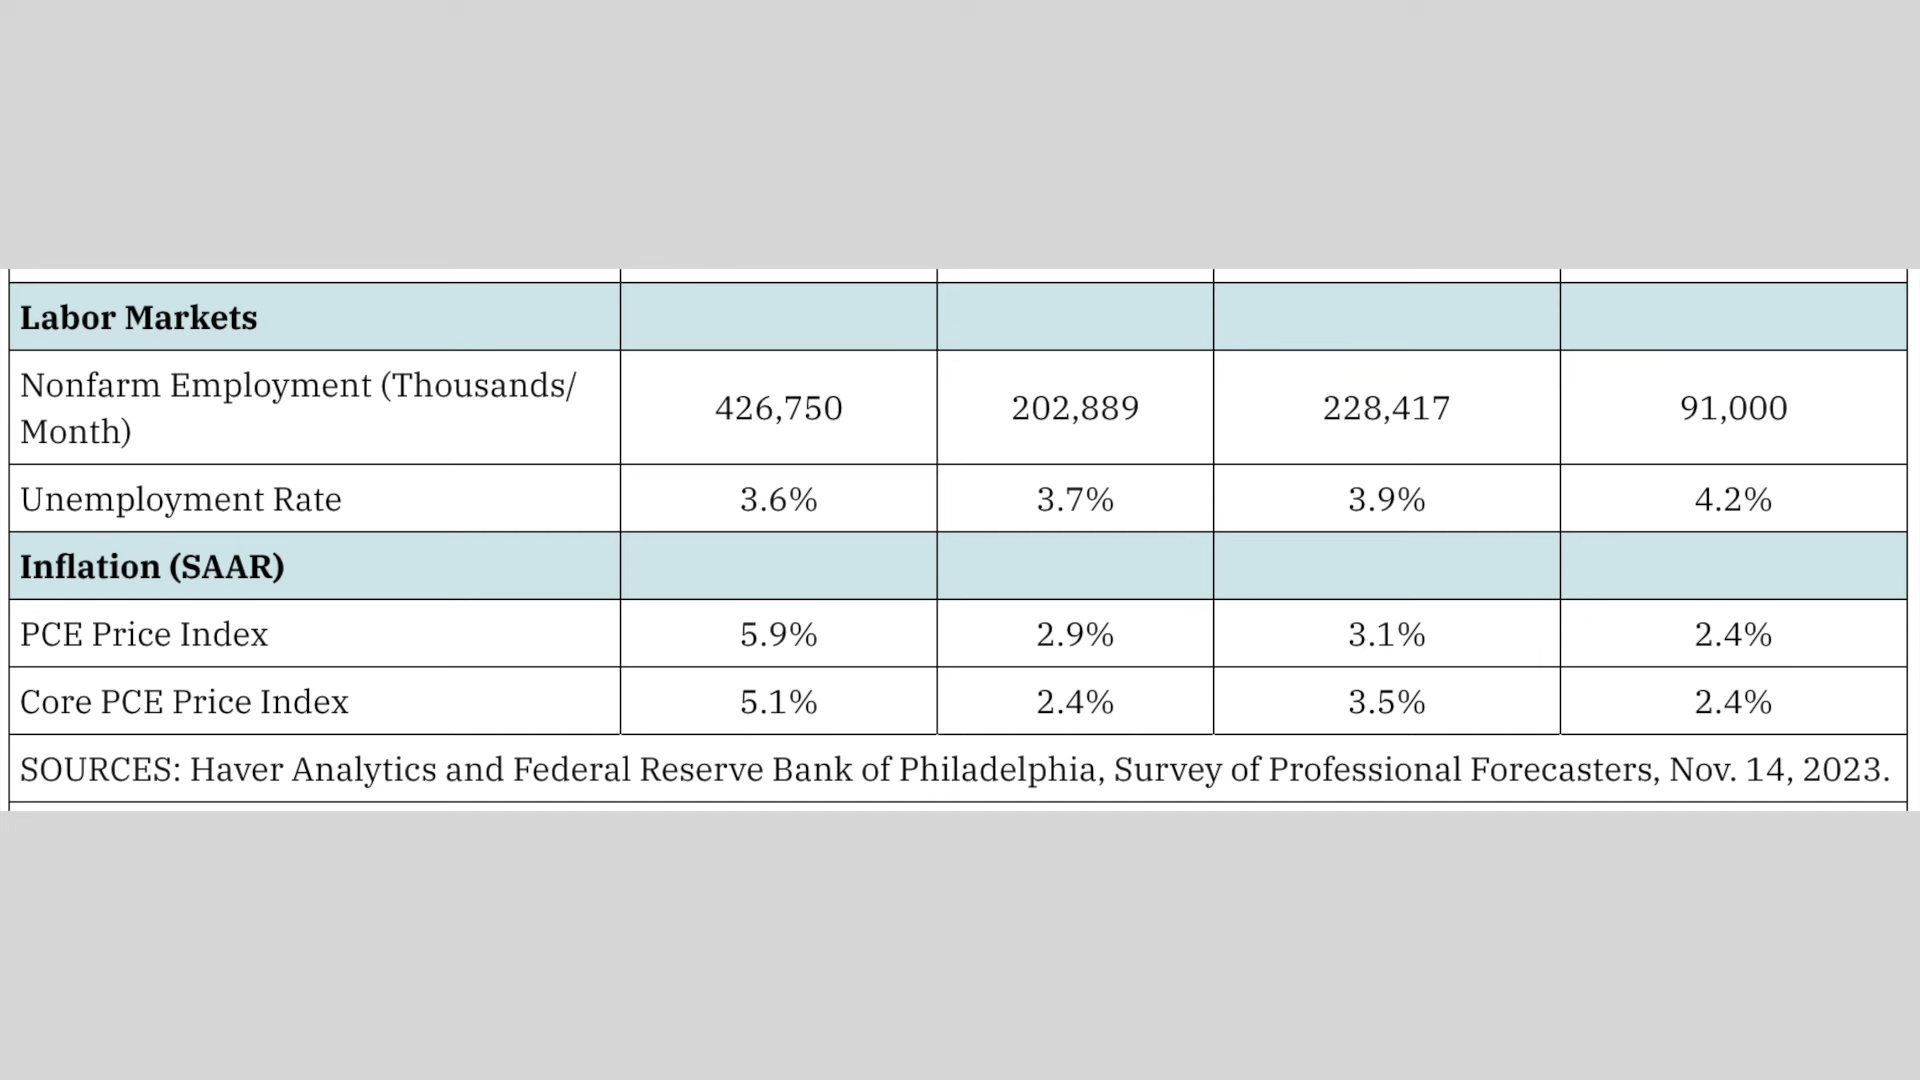 Labor Markets
Nonfarm Employment (Thousands/
Month) 426,750 202,889 228,417 91,000
Unemployment Rate 3.6% 3.7% 3.9% 4.2%
Inflation (SAAR)
PCE Price Index 5.9% 2.9% 3.1% 2.4%
Core PCE Price Index 5.1% 2.4% 3.5% 2.4%
SOURCES: Haver Analytics and Federal Reserve Bank of Philadelphia, Survey of Professional Forecasters, Nov. 14, 2023.